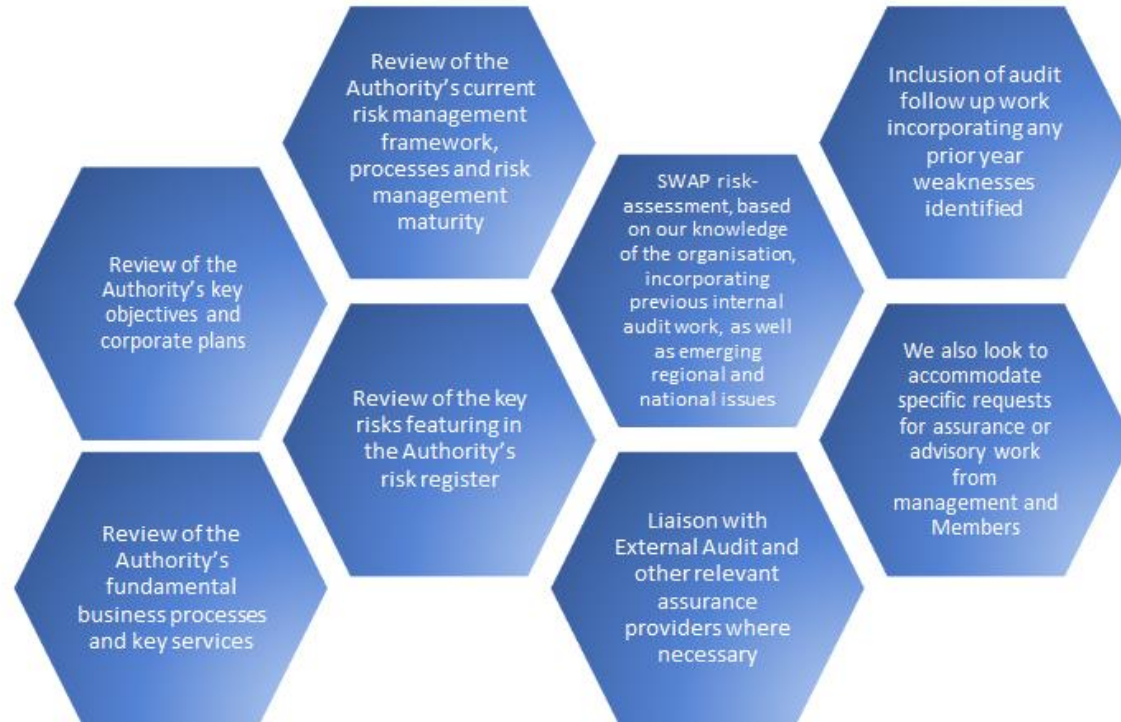 Review of the
Authority's current
risk management
framework,
processes and risk
management
maturity
Inclusion of audit
follow up work
incorporating any
prior year
weaknesses
identified
SWAP risk-
assessment, based
on our knowledge
of the organisation,
incorporating
previous internal
audit work, as well
as emerging
regional and
national issues
Review of the
Authority's key
objectives and
corporate plans
We also look to
accommodate
specific requests
for assurance or
advisory work
from
management and
Members
Review of the key
risks featuring in
the Authority's
risk register
Review of the
Authority's
fundamental
business processes
and key services
Liaison with
External Audit and
other relevant
assurance
providers where
necessary